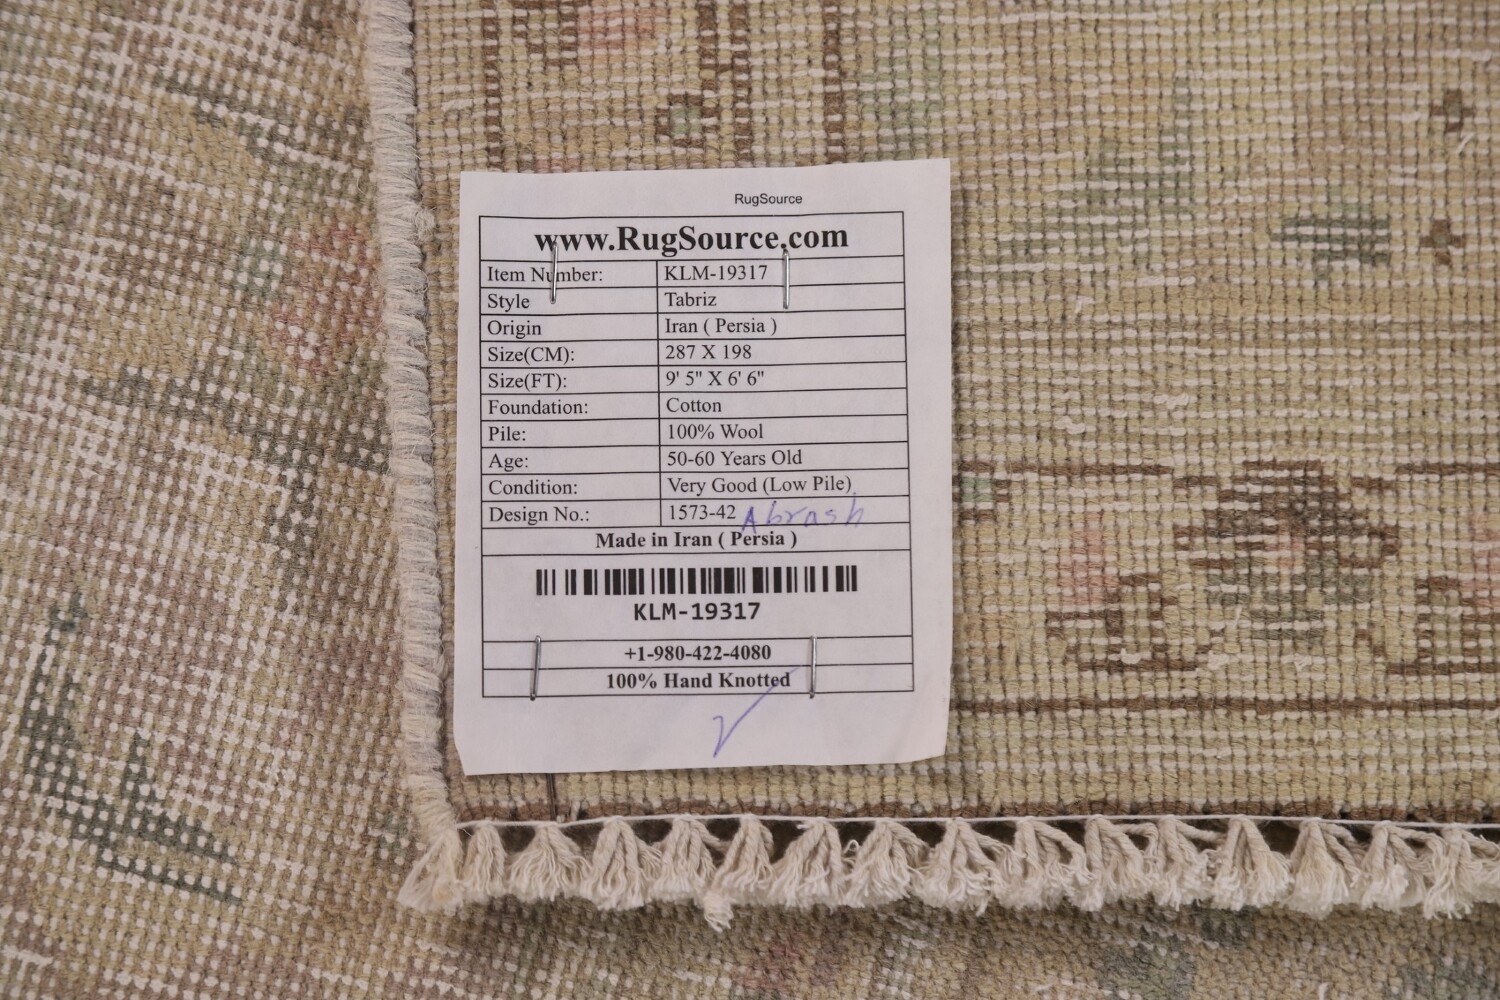 RugSource
www.RugSource.com
Item Number: KLM-19317
Style Tabriz
Origin Iran ( Persia )
Size(CM): 287 X 198
Size(FT): 9' 5" X 6' 6"
Foundation: Cotton
Pile: 100% Wool
Age: 50-60 Years Old
Condition: Very Good (Low Pile)
Design No.: 1573-42 Abrash
Made in Iran ( Persia )
KLM-19317
+1-980-422-4080
100% Hand Knotted